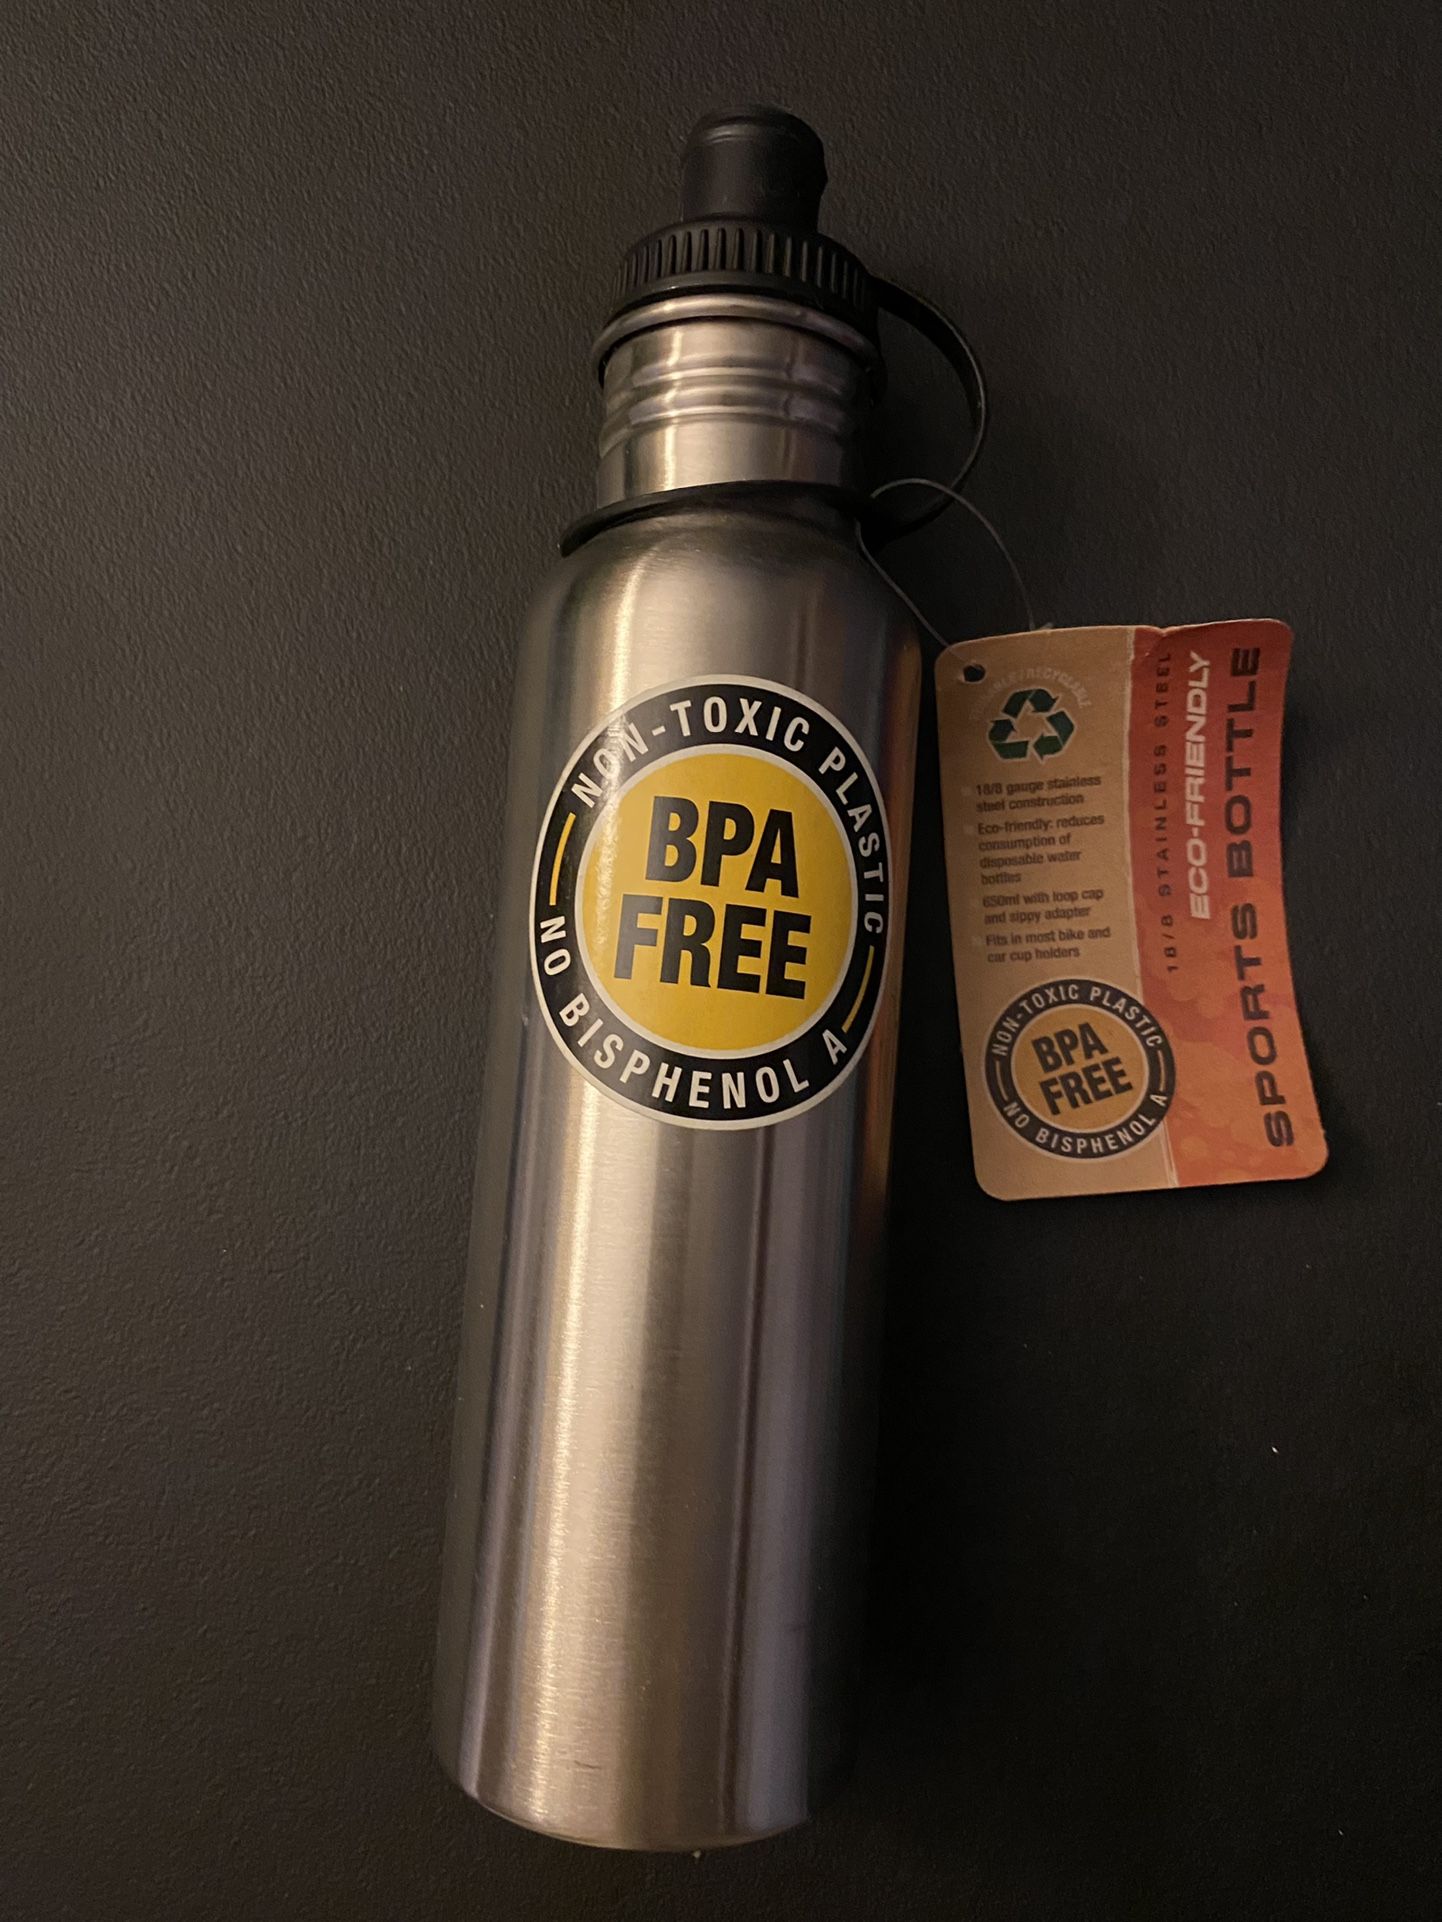 NON-TOXIC PLASTIC
BPA
FREE
NO BISPHENOL A
18/8 gauge stainless
steel construction
Eco-friendly: reduces
consumption of
disposable water
bottles
650ml with loop cap
and sippy adapter
Fits in most bike and
car cup holders
NON-TOXIC PLASTIC
BPA
FREE
NO BISPHENOL A
18/8 STAINLESS STEEL
ECO-FRIENDLY
SPORTS BOTTLE